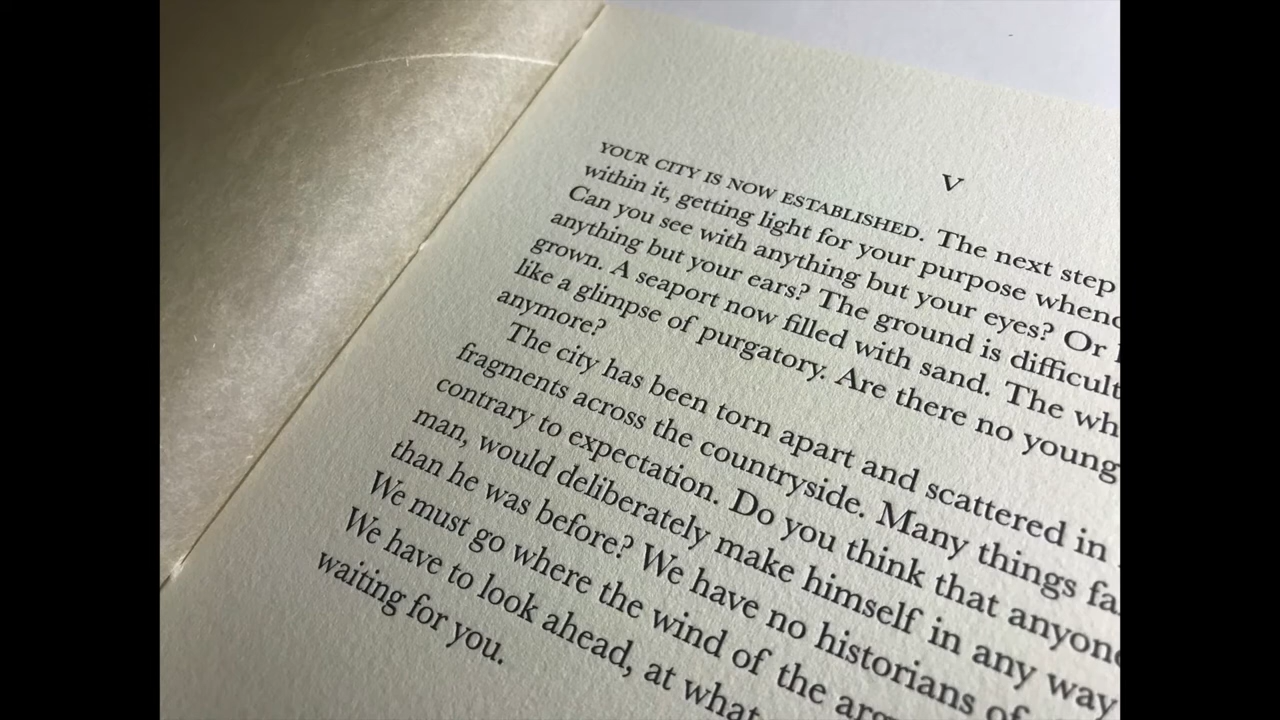 V
YOUR CITY IS NOW ESTABLISHED. The next step
within it, getting light for your purpose
Can you see with anything but your eyes? Or
anything but your ears? The ground is difficult
grown. A seaport now filled with sand. The
like a glimpse of purgatory. Are there no young
anymore?
The city has been torn apart and scattered in
fragments across the countryside. Many things
contrary to expectation. Do you think that
man, would deliberately make himself in any way
than he was before? We have no historians of
We must go where the wind of the
We have to look ahead, at what
waiting for you.